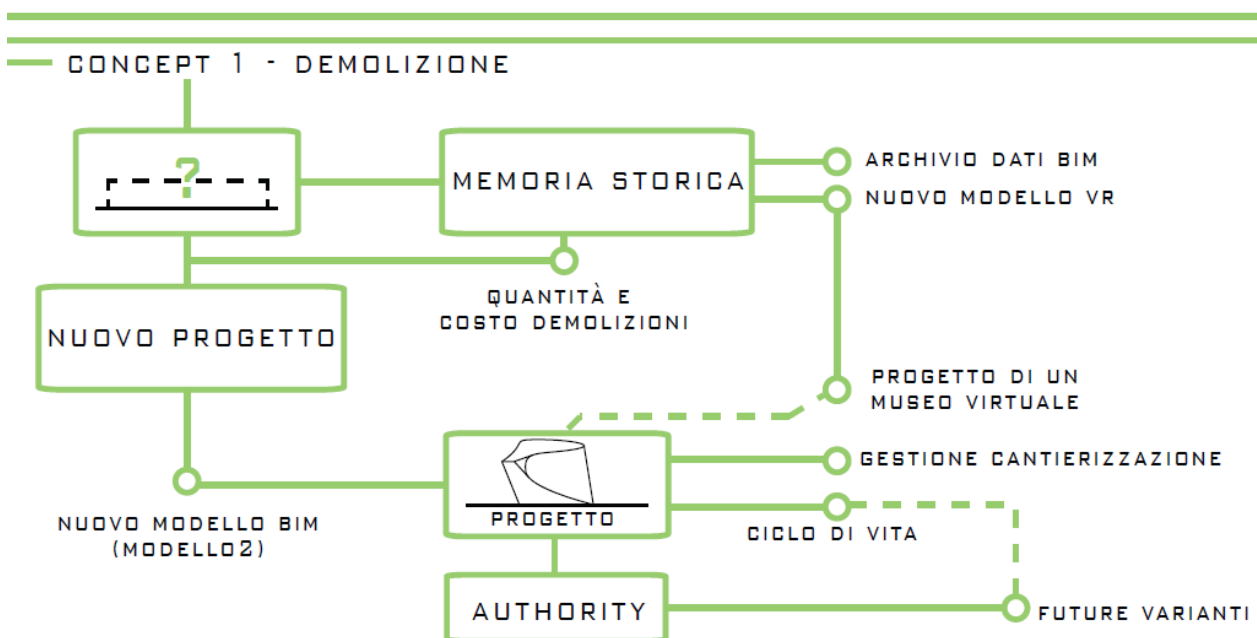 CONCEPT 1 - DEMOLIZIONE
?
MEMORIA STORICA
ARCHIVIO DATI BIM
NUOVO MODELLO VR
QUANTITÀ E
COSTO DEMOLIZIONI
NUOVO PROGETTO
PROGETTO DI UN
MUSEO VIRTUALE
GESTIONE CANTIERIZZAZIONE
PROGETTO
CICLO DI VITA
NUOVO MODELLO BIM
(MODELLO2)
AUTHORITY
FUTURE VARIANTI